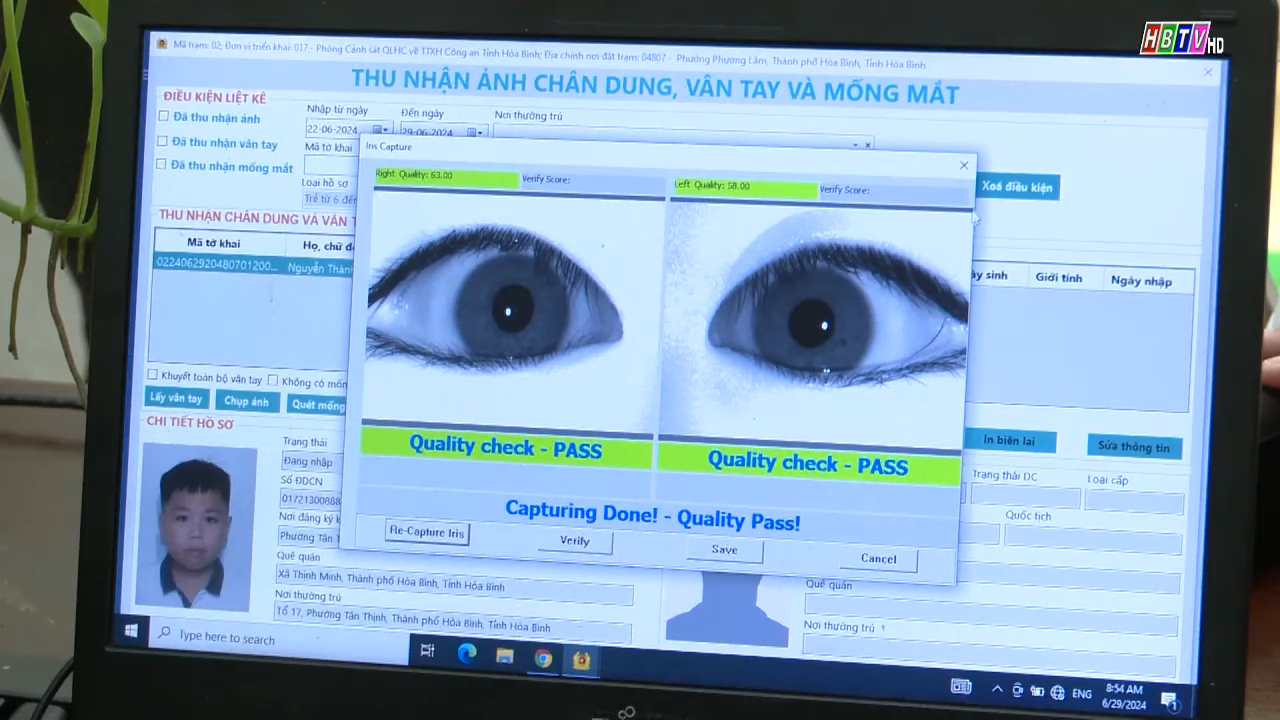 HBTV HD
Mã trạm: 02; Đơn vị triển khai: 017 - Phòng Cảnh sát QLHC về TTXH Công an Tỉnh Hòa Bình; Địa chỉnh nơi đặt trạm: 04807 - Phường Phương Lâm, Thành phố Hòa Bình, Tỉnh Hòa Bình
THU NHẬN ẢNH CHÂN DUNG, VÂN TAY VÀ MỐNG MẮT
ĐIỀU KIỆN LIỆT KÊ
Đã thu nhận ảnh
Đã thu nhận vân tay
Đã thu nhận mống mắt
Nhập từ ngày
Đến ngày
Nơi thường trú
22-06-2024
29-06-2024
Mã tờ khai
Loại hồ sơ
Trẻ từ 6 đến
Xoá điều kiện
Iris Capture
Right Quality: 63.00
Verify Score:
Left Quality: 58.00
Verify Score:
THU NHẬN CHÂN DUNG VÀ VÂN
Mã tờ khai
Họ, chữ đ
sinh
Giới tính
Ngày nhập
0224062920480701200...
Nguyễn Thàn
Khuyết toàn bộ vân tay
Không có mốn
Lấy vân tay
Chụp ảnh
Quét mống
In biên lai
Sửa thông tin
Quality check - PASS
Quality check - PASS
Capturing Done! - Quality Pass!
Re-Capture Iris
Verify
Save
Cancel
CHI TIẾT HỒ SƠ
Trạng thái
Đang nhập
Số ĐDCN
01721300888
Nơi đăng ký k
Phường Tân T
Quê quán
Xã Thịnh Minh, Thành phố Hòa Bình, Tỉnh Hòa Bình
Nơi thường trú
Tổ 17, Phường Tân Thịnh, Thành phố Hòa Bình, Tỉnh Hòa Bình
Trạng thái DC
Loại cấp
Quốc tịch
Quê quán
Nơi thường trú
Type here to search
ENG
8:54 AM
6/29/2024
1